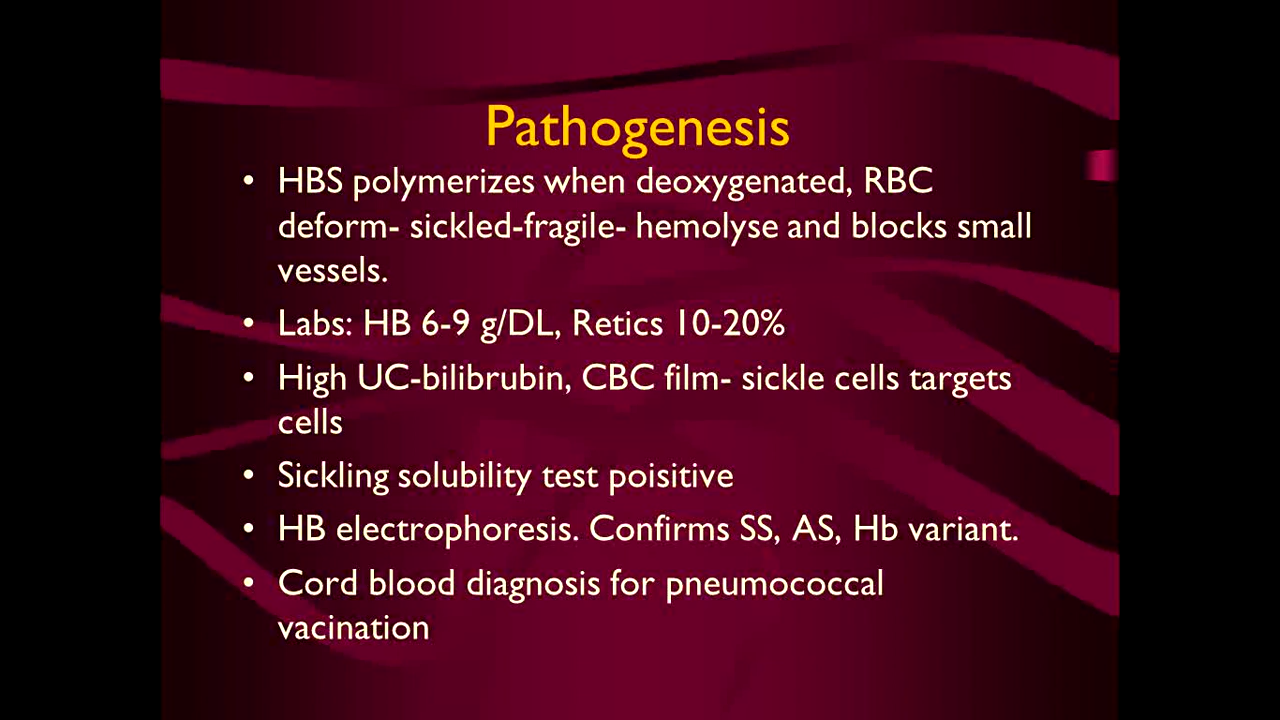 Pathogenesis
• HBS polymerizes when deoxygenated, RBC
deform- sickled-fragile- hemolyse and blocks small
vessels.
• Labs: HB 6-9 g/DL, Retics 10-20%
• High UC-bilibrubin, CBC film- sickle cells targets
cells
• Sickling solubility test poisitive
• HB electrophoresis. Confirms SS, AS, Hb variant.
• Cord blood diagnosis for pneumococcal
vacination